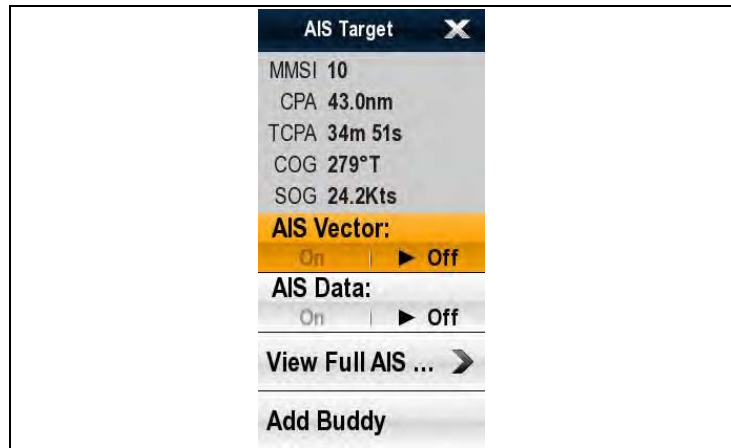 AIS Target
MMSI 10
CPA 43.0nm
TCPA 34m 51s
COG 279°T
SOG 24.2Kts
AIS Vector:
On | ► Off
AIS Data:
On | ► Off
View Full AIS ...
Add Buddy